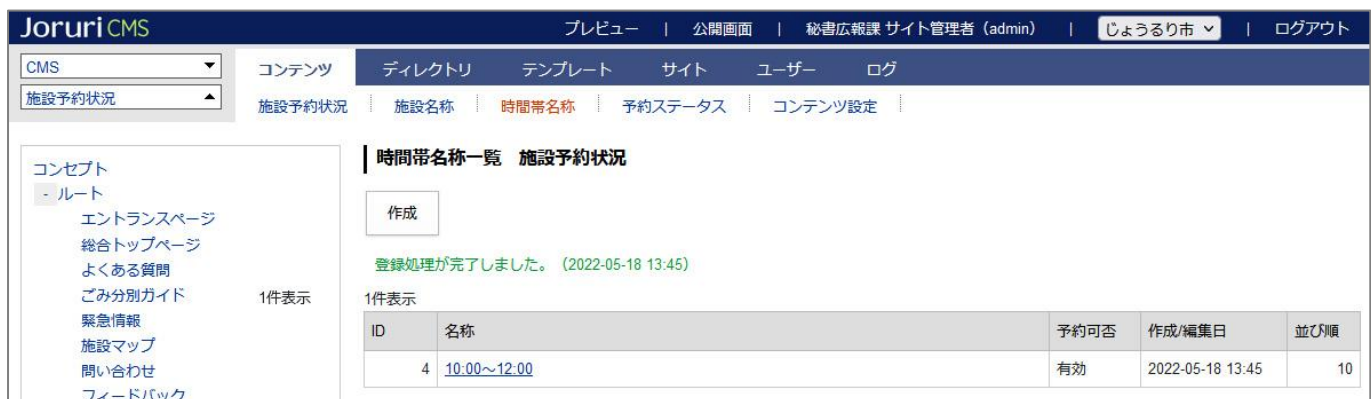 Joruri CMS プレビュー | 公開画面 | 秘書広報課 サイト管理者（admin） | じょうるり市 | ログアウト
CMS コンテンツ ディレクトリ テンプレート サイト ユーザー ログ
施設予約状況 施設予約状況 施設名称 時間帯名称 予約ステータス コンテンツ設定
コンセプト
- ルート
エントランスページ
総合トップページ
よくある質問
ごみ分別ガイド
緊急情報
施設マップ
問い合わせ
フィードバック
1件表示
時間帯名称一覧 施設予約状況
作成
登録処理が完了しました。（2022-05-18 13:45）
1件表示
ID 名称 予約可否 作成/編集日 並び順
4 10:00～12:00 有効 2022-05-18 13:45 10